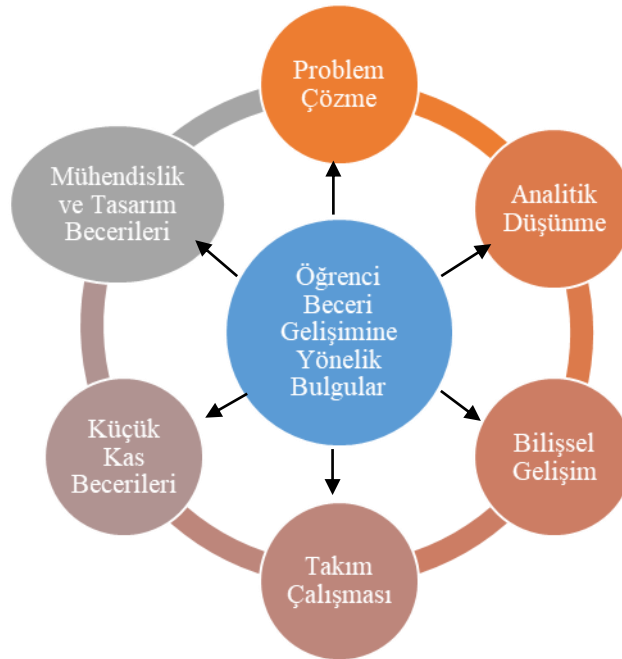 Problem
Çözme
Mühendislik
ve Tasarım
Becerileri
Analitik
Düşünme
Öğrenci
Beceri
Gelişimine
Yönelik
Bulgular
Küçük
Kas
Becerileri
Bilişsel
Gelişim
Takım
Çalışması